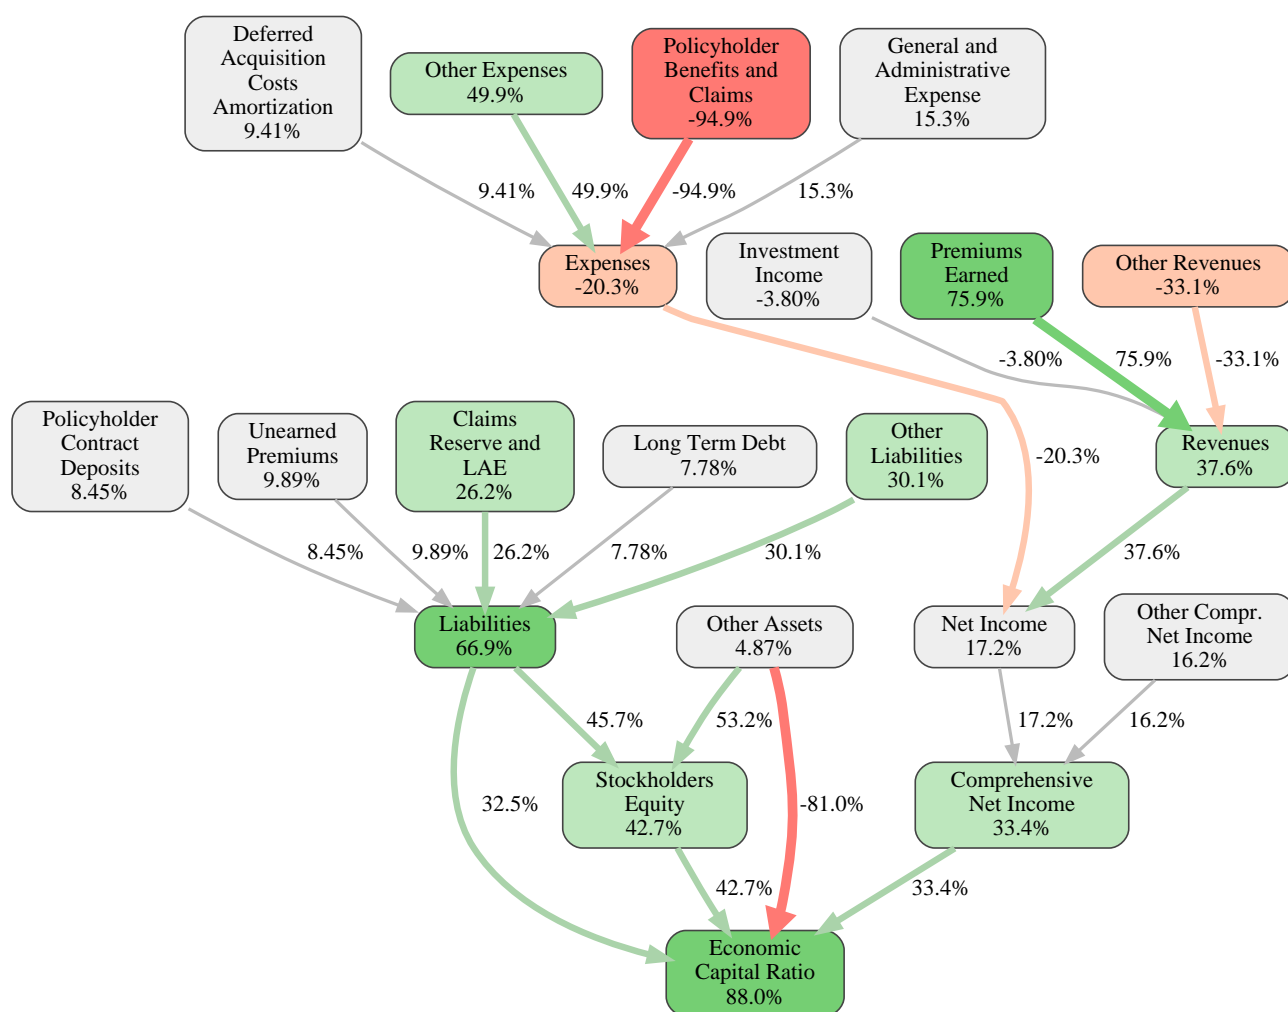 Deferred
Acquisition
Costs
Amortization
9.41%
Other Expenses
49.9%
Policyholder
Benefits and
Claims
-94.9%
General and
Administrative
Expense
15.3%
9.41%
49.9%
-94.9%
15.3%
Expenses
-20.3%
Investment
Income
-3.80%
Premiums
Earned
75.9%
Other Revenues
-33.1%
-3.80%
75.9%
-33.1%
Policyholder
Contract
Deposits
8.45%
Unearned
Premiums
9.89%
Claims
Reserve and
LAE
26.2%
Long Term Debt
7.78%
Other
Liabilities
30.1%
-20.3%
Revenues
37.6%
8.45%
9.89%
26.2%
7.78%
30.1%
37.6%
Liabilities
66.9%
Other Assets
4.87%
Net Income
17.2%
Other Compr.
Net Income
16.2%
45.7%
53.2%
17.2%
16.2%
32.5%
Stockholders
Equity
42.7%
-81.0%
Comprehensive
Net Income
33.4%
42.7%
33.4%
Economic
Capital Ratio
88.0%